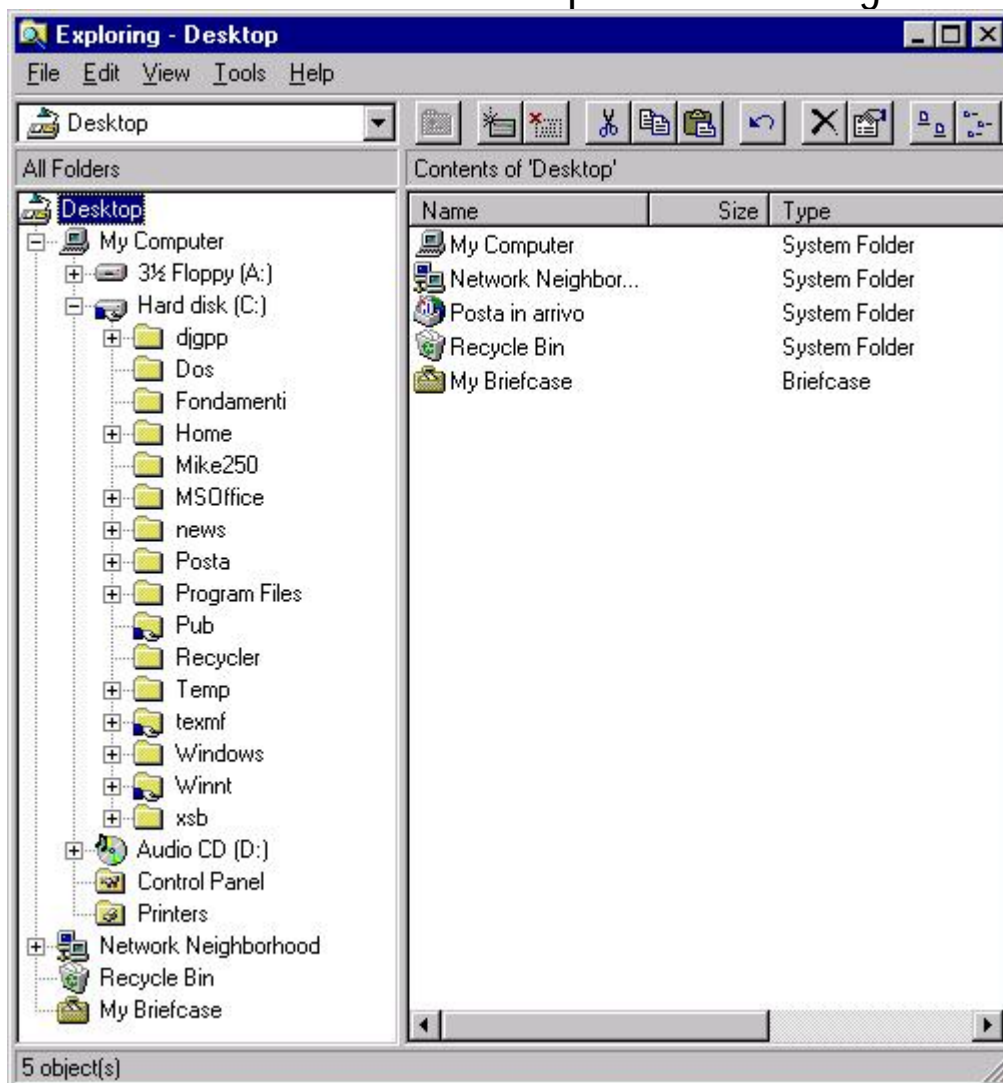 Exploring - Desktop
File Edit View Tools Help
Desktop
All Folders
Contents of 'Desktop'
Desktop
My Computer
3½ Floppy (A:)
Hard disk (C:)
djgpp
Dos
Fondamenti
Home
Mike250
MSOffice
news
Posta
Program Files
Pub
Recycler
Temp
texmf
Windows
Winnt
xsb
Audio CD (D:)
Control Panel
Printers
Network Neighborhood
Recycle Bin
My Briefcase
Name Size Type
My Computer System Folder
Network Neighbor... System Folder
Posta in arrivo System Folder
Recycle Bin System Folder
My Briefcase Briefcase
5 object(s)